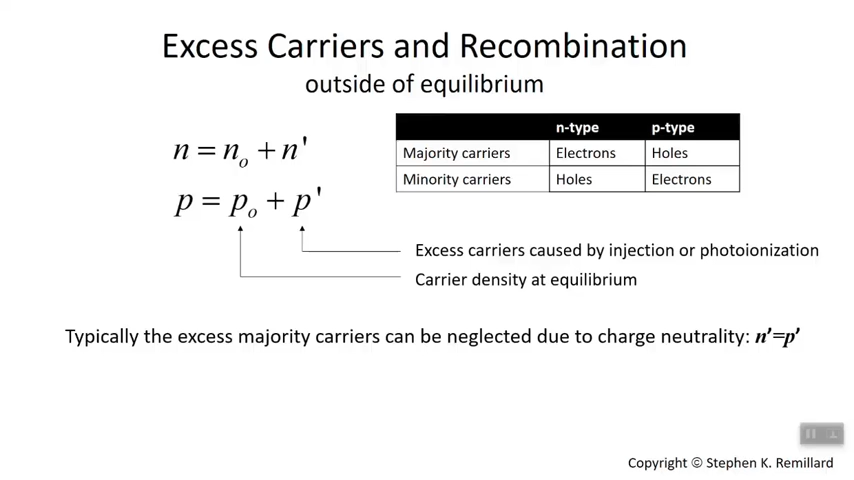 Excess Carriers and Recombination
outside of equilibrium
n = n₀ + n'
p = p₀ + p'
n-type p-type
Majority carriers Electrons Holes
Minority carriers Holes Electrons
Excess carriers caused by injection or photoionization
Carrier density at equilibrium
Typically the excess majority carriers can be neglected due to charge neutrality: n'=p'
Copyright © Stephen K. Remillard